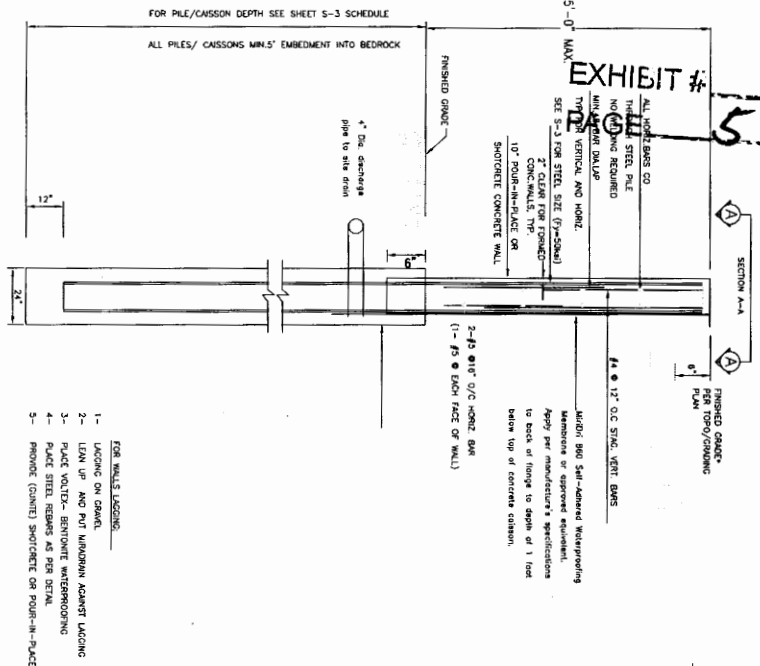 FOR PILE/CAISSON DEPTH SEE SHEET S-3 SCHEDULE
ALL PILES/ CAISSONS MIN.5' EMBEDMENT INTO BEDROCK
5'-0" MAX.
EXHIBIT #
PAGE 5
FINISHED GRADE
ALL HORIZ.BARS GO
THROUGH STEEL PILE
NO WELDING REQUIRED
BAR DIA.LAP
TYP. FOR VERTICAL AND HORIZ.
SEE S-3 FOR STEEL SIZE (Fy=50ksi)
2" CLEAR FOR FORMED
CONC.WALLS, TYP.
10" POUR-IN-PLACE OR
SHOTCRETE CONCRETE WALL
4" Dia. discharge
pipe to site drain
A
SECTION A-A
A
12"
24"
6"
6"
FINISHED GRADE
PER TOPO/GRADING
PLAN
#4 @ 12" O.C STAG. VERT. BARS
MiriDri 860 Self-Adhered Waterproofing
Membrane or approved equivalent.
Apply per manufacture's specifications
to back of flange to depth of 1 foot
below top of concrete caisson.
2-#5 @16" O/C HORIZ. BAR
(1- #5 @ EACH FACE OF WALL)
FOR WALLS LAGGING:
1- LAGGING ON GRAVEL
2- LEAN UP AND PUT MIRADRAIN AGAINST LAGGING
3- PLACE VOLTEX- BENTONITE WATERPROOFING
4- PLACE STEEL REBARS AS PER DETAIL
5- PROVIDE (GUNITE) SHOTCRETE OR POUR-IN-PLACE